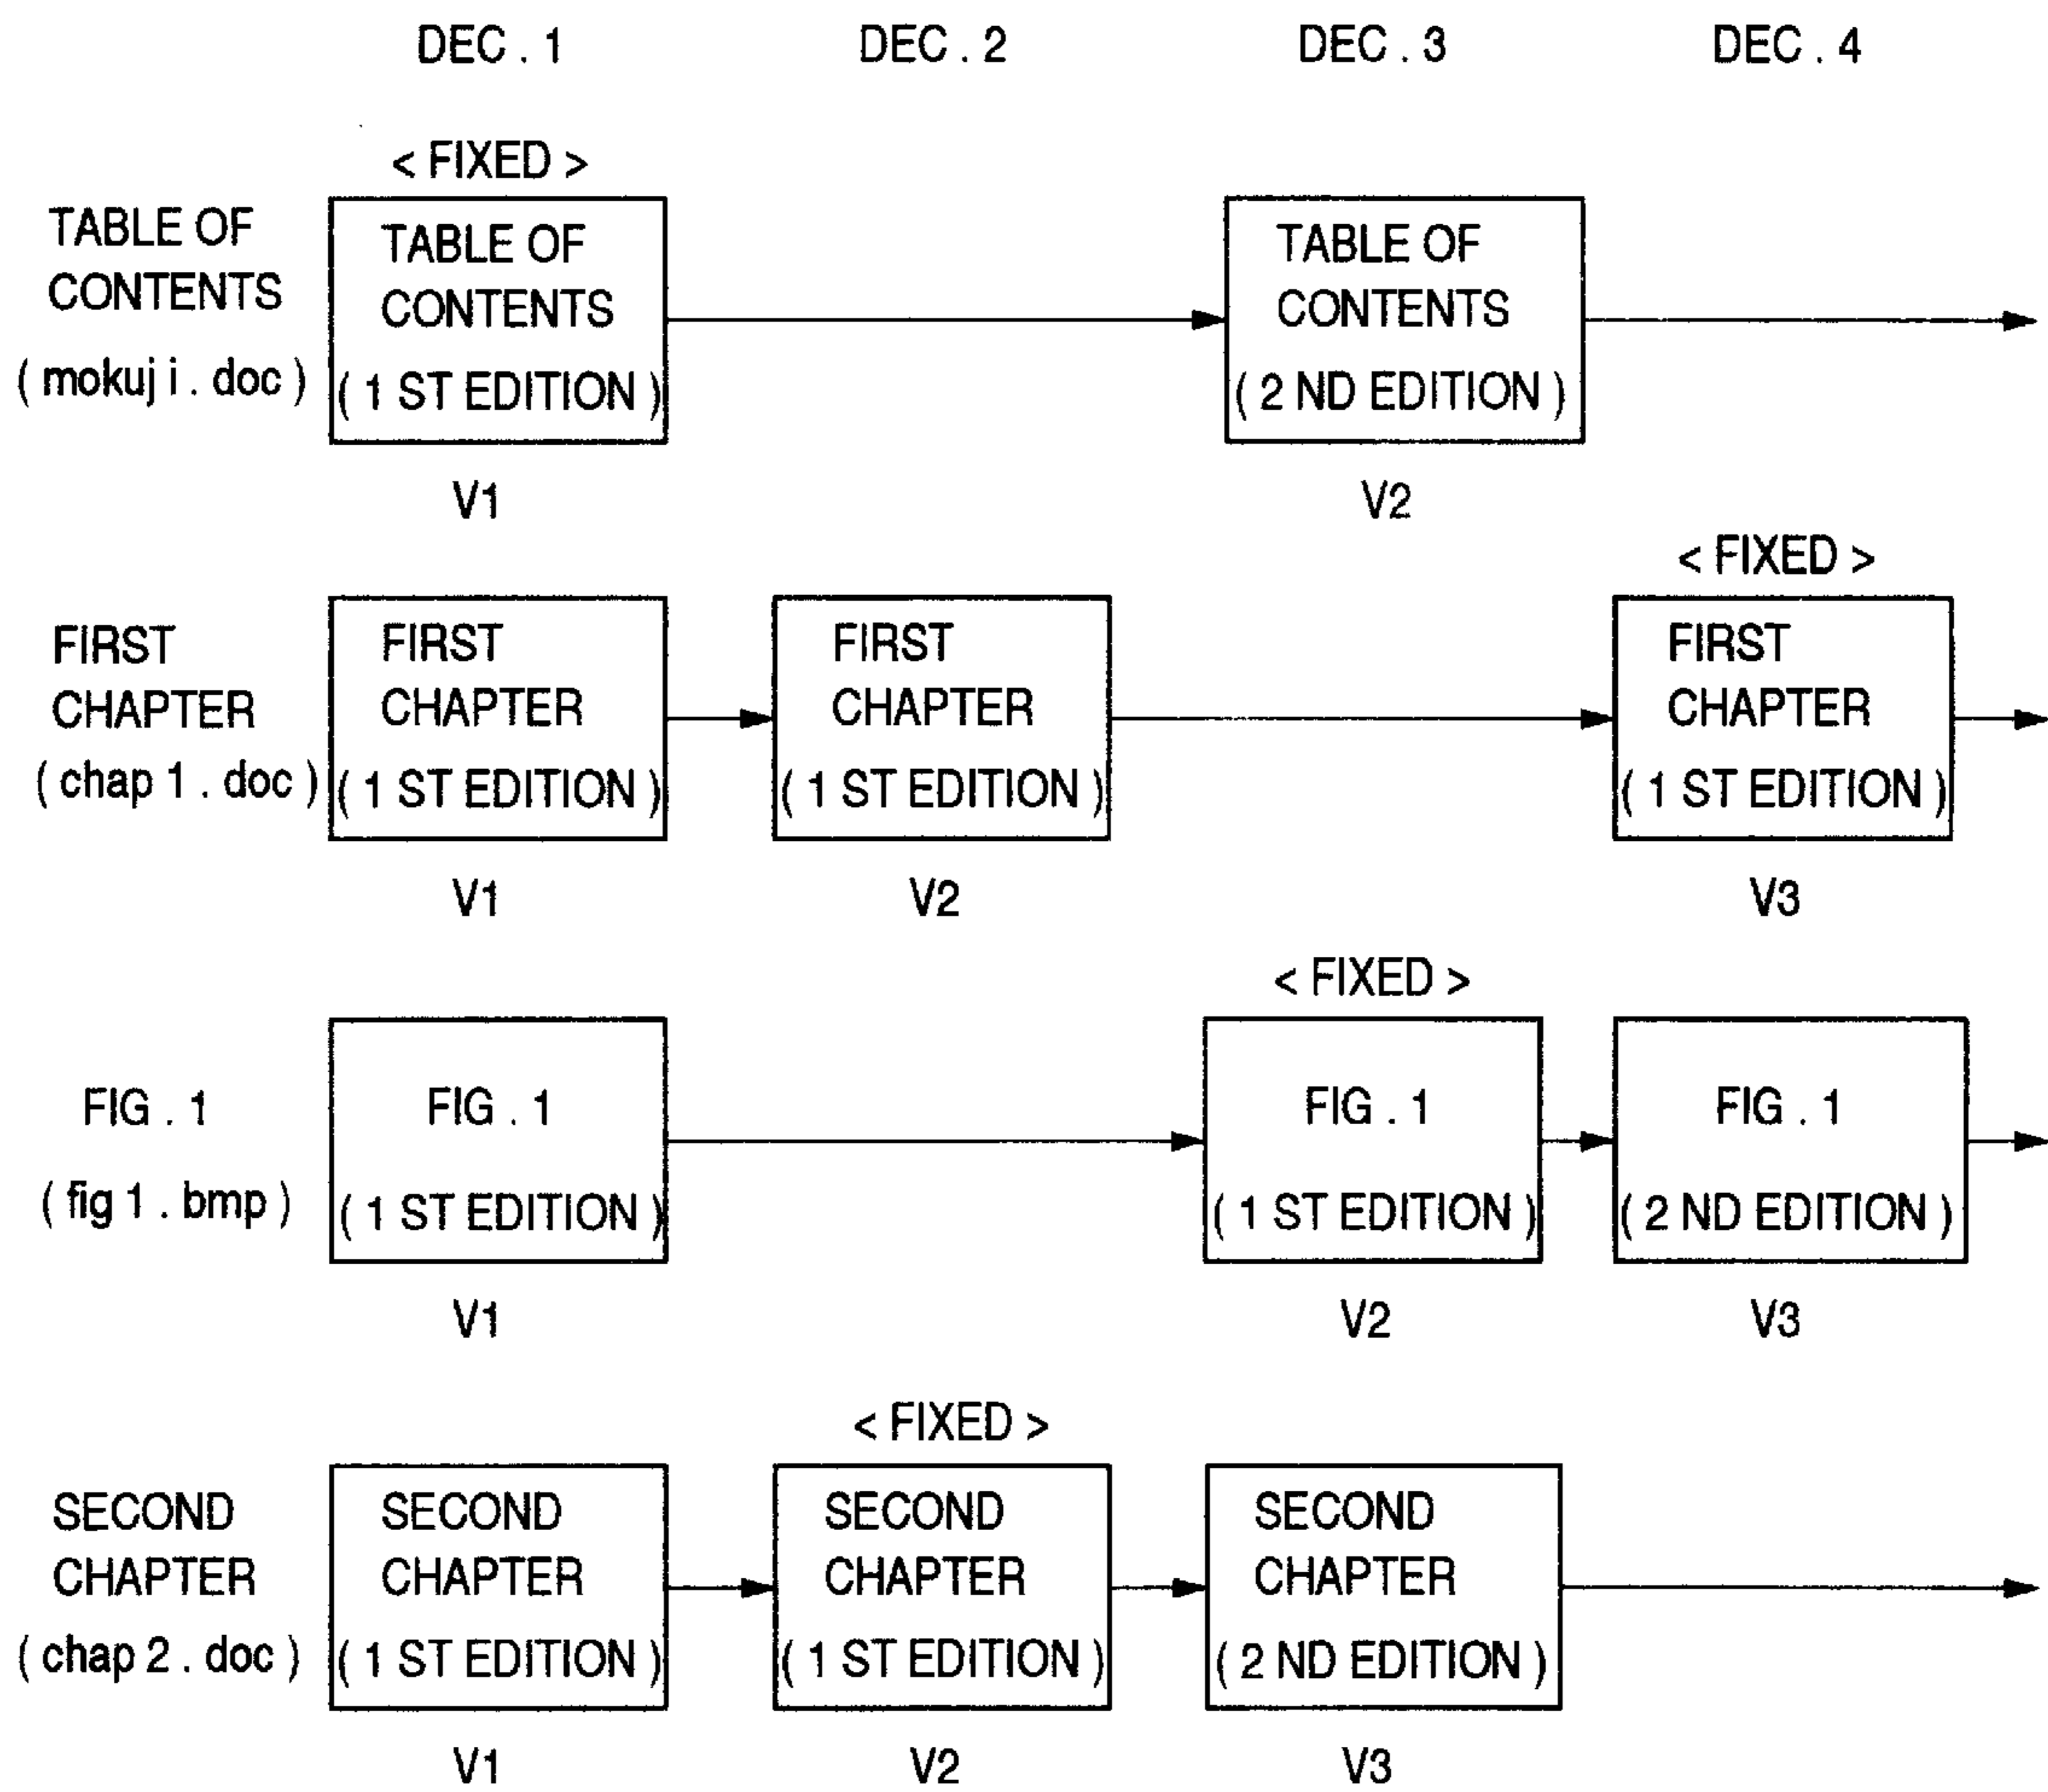 DEC . 1 DEC . 2 DEC . 3 DEC . 4
< FIXED >
TABLE OF
CONTENTS
( mokuj i . doc )
TABLE OF
CONTENTS
( 1 ST EDITION )
V1
TABLE OF
CONTENTS
( 2 ND EDITION )
V2
FIRST
CHAPTER
( chap 1 . doc )
FIRST
CHAPTER
( 1 ST EDITION )
V1
FIRST
CHAPTER
( 1 ST EDITION )
V2
< FIXED >
FIRST
CHAPTER
( 1 ST EDITION )
V3
FIG . 1
( fig 1 . bmp )
FIG . 1
( 1 ST EDITION )
V1
< FIXED >
FIG . 1
( 1 ST EDITION )
V2
FIG . 1
( 2 ND EDITION )
V3
SECOND
CHAPTER
( chap 2 . doc )
SECOND
CHAPTER
( 1 ST EDITION )
V1
< FIXED >
SECOND
CHAPTER
( 1 ST EDITION )
V2
SECOND
CHAPTER
( 2 ND EDITION )
V3